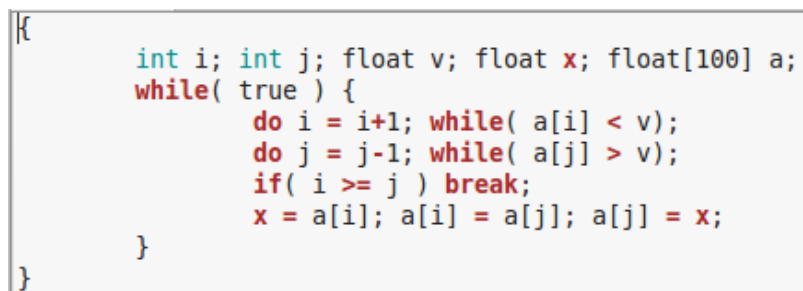 {
        int i; int j; float v; float x; float[100] a;
        while( true ) {
                do i = i+1; while( a[i] < v);
                do j = j-1; while( a[j] > v);
                if( i >= j ) break;
                x = a[i]; a[i] = a[j]; a[j] = x;
        }
}